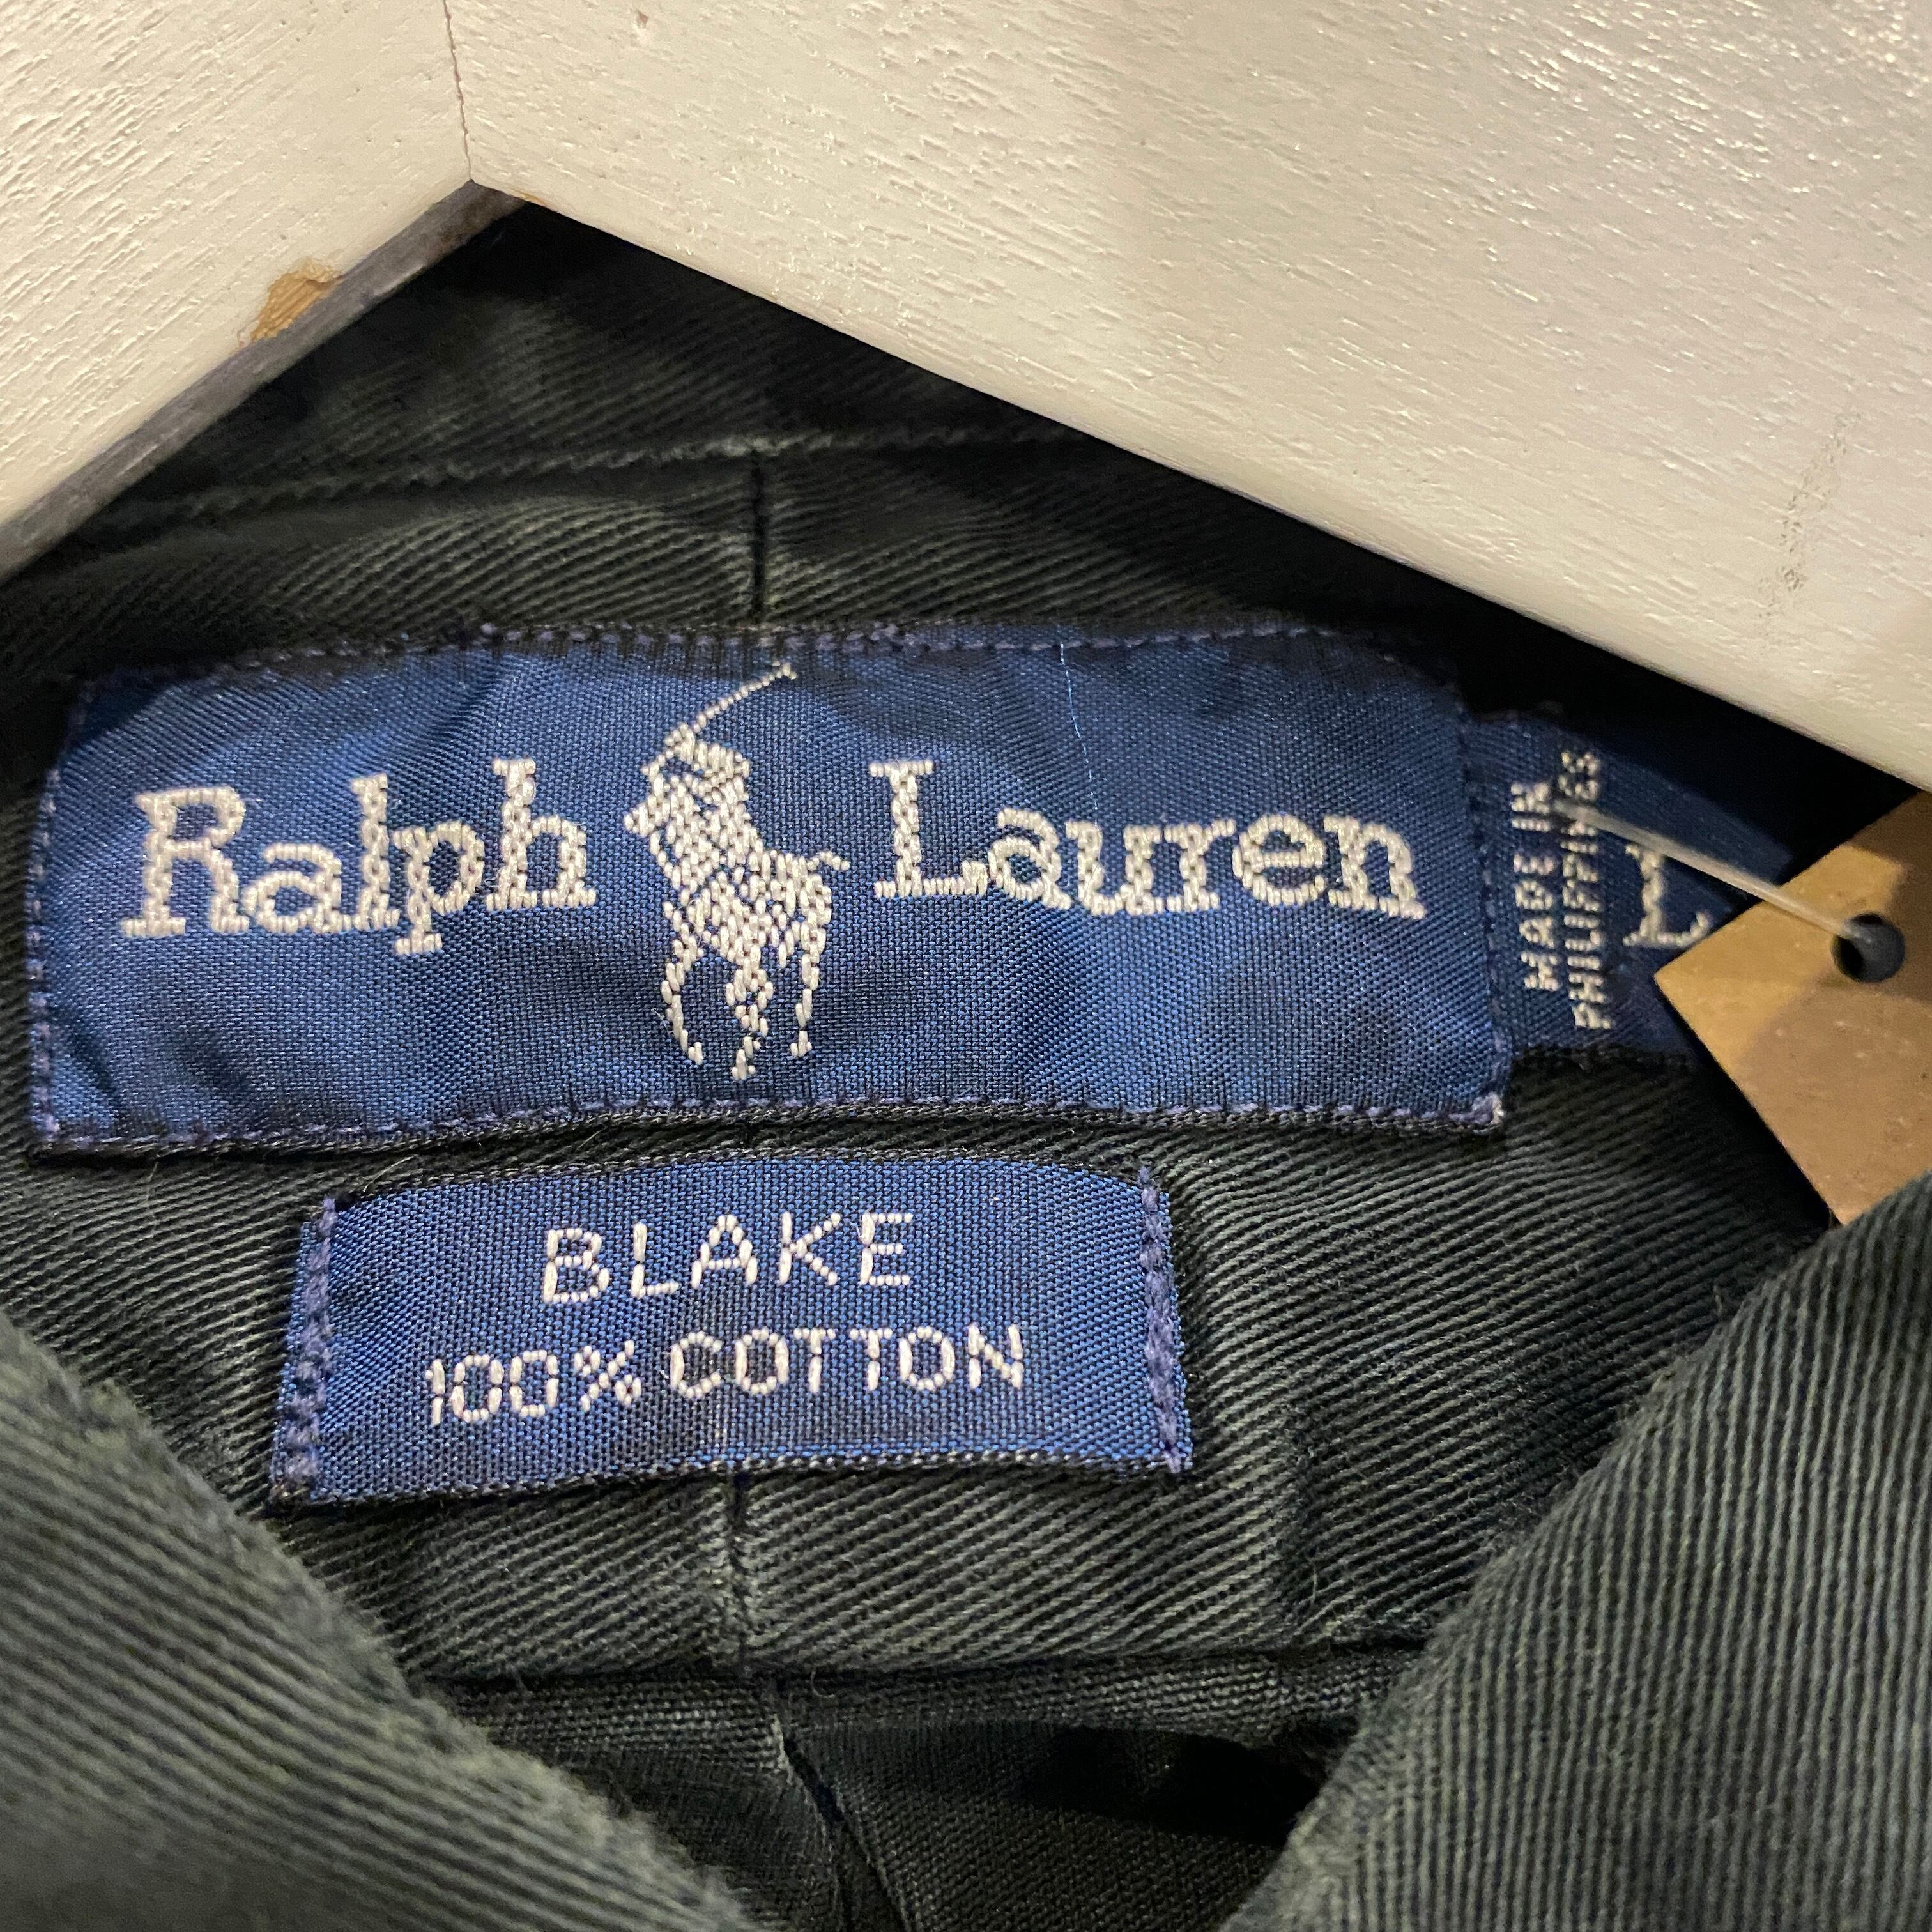 Ralph Lauren
MADE IN
PHILIPPINES
L
BLAKE
100% COTTON